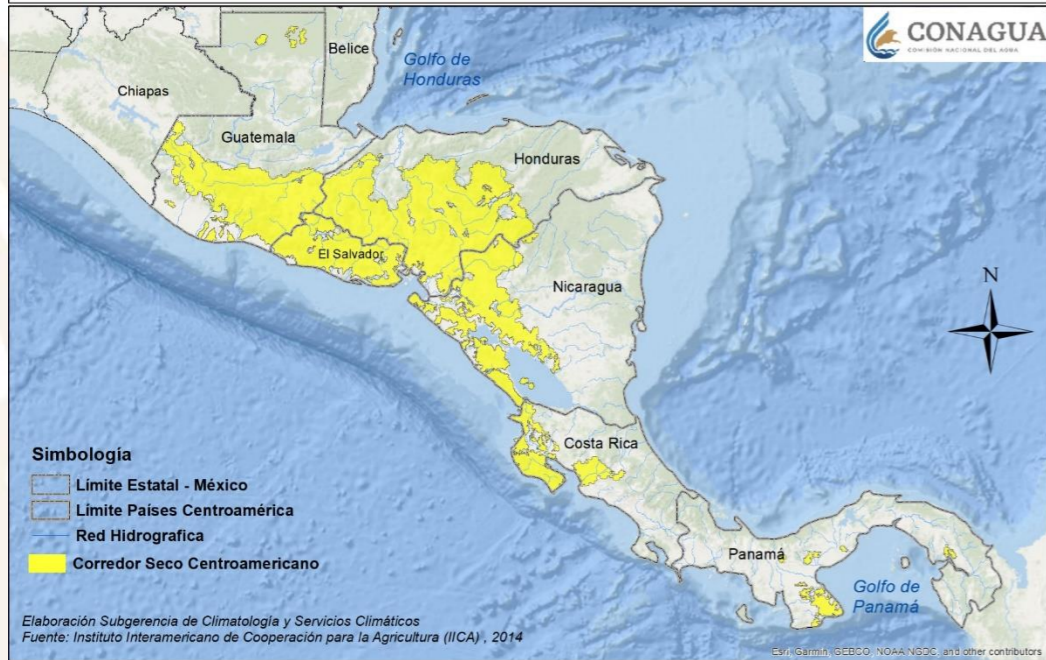 CONAGUA
COMISIÓN NACIONAL DEL AGUA
Belice
Golfo de
Honduras
Chiapas
Guatemala
Honduras
El Salvador
Nicaragua
N
Costa Rica
Panamá
Golfo de
Panamá
Simbología
Límite Estatal - México
Límite Países Centroamérica
Red Hidrografica
Corredor Seco Centroamericano
Elaboración Subgerencia de Climatología y Servicios Climáticos
Fuente: Instituto Interamericano de Cooperación para la Agricultura (IICA) , 2014
Esri, Garmin, GEBCO, NOAA NGDC, and other contributors